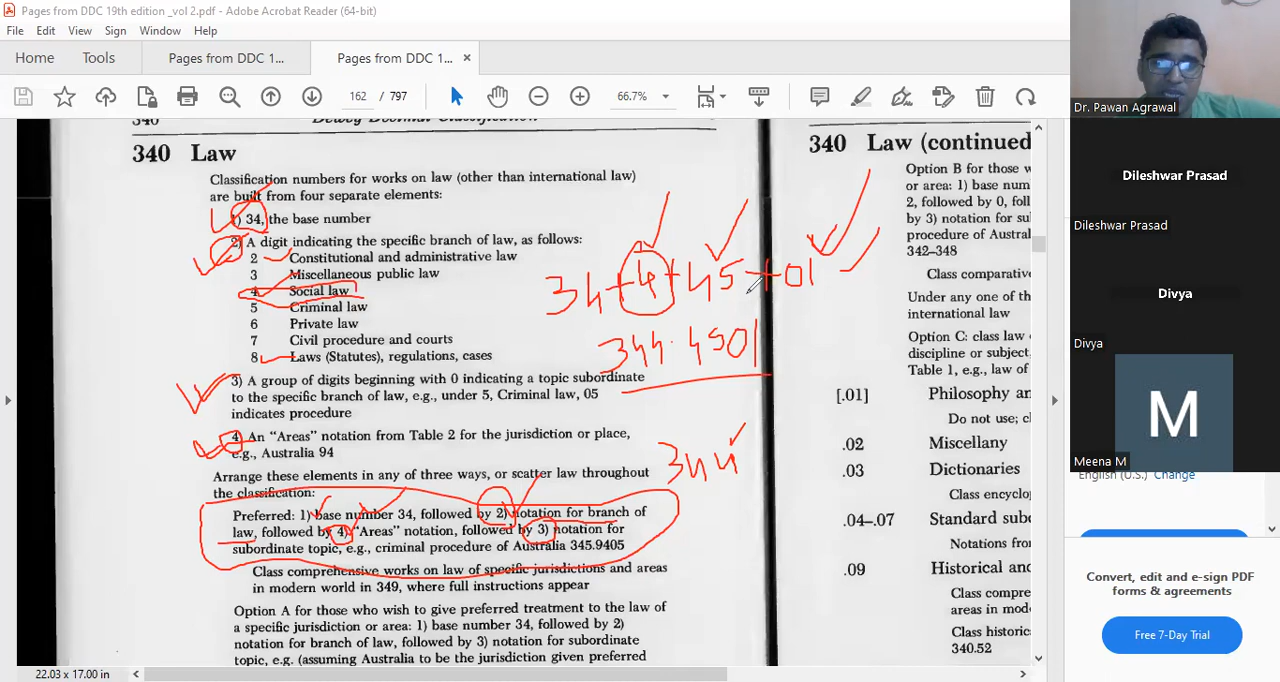 Pages from DDC 19th edition _vol 2.pdf - Adobe Acrobat Reader (64-bit)
File Edit View Sign Window Help
Home Tools Pages from DDC 1... Pages from DDC 1... ×
162 / 797 66.7%
340 Dewey Decimal Classification
340 Law
Classification numbers for works on law (other than international law)
are built from four separate elements:
1) 34, the base number
2) A digit indicating the specific branch of law, as follows:
2 Constitutional and administrative law
3 Miscellaneous public law
4 Social law
5 Criminal law
6 Private law
7 Civil procedure and courts
8 Laws (Statutes), regulations, cases
3) A group of digits beginning with 0 indicating a topic subordinate
to the specific branch of law, e.g., under 5, Criminal law, 05
indicates procedure
4) An “Areas” notation from Table 2 for the jurisdiction or place,
e.g., Australia 94
Arrange these elements in any of three ways, or scatter law throughout
the classification:
Preferred: 1) base number 34, followed by 2) notation for branch of
law, followed by 4) “Areas” notation, followed by 3) notation for
subordinate topic, e.g., criminal procedure of Australia 345.9405
Class comprehensive works on law of specific jurisdictions and areas
in modern world in 349, where full instructions appear
Option A for those who wish to give preferred treatment to the law of
a specific jurisdiction or area: 1) base number 34, followed by 2)
notation for branch of law, followed by 3) notation for subordinate
topic, e.g. (assuming Australia to be the jurisdiction given preferred
34+4+45+01
344.4501
344
340 Law (continued
Option B for those w
or area: 1) base num
2, followed by 0, foll
by 3) notation for sub
procedure of Austral
342-348
Class comparative
Under any one of th
international law
Option C: class law
discipline or subject,
Table 1, e.g., law of
[.01] Philosophy an
Do not use; cl
.02 Miscellany
.03 Dictionaries
Class encyclo
.04-.07 Standard sub
Notations from
.09 Historical and
Class compre
areas in mode
Class historic
340.52
22.03 x 17.00 in
Dr. Pawan Agrawal
Dileshwar Prasad
Dileshwar Prasad
Divya
Divya
M
Meena M
English (U.S.) Change
Convert, edit and e-sign PDF
forms & agreements
Free 7-Day Trial